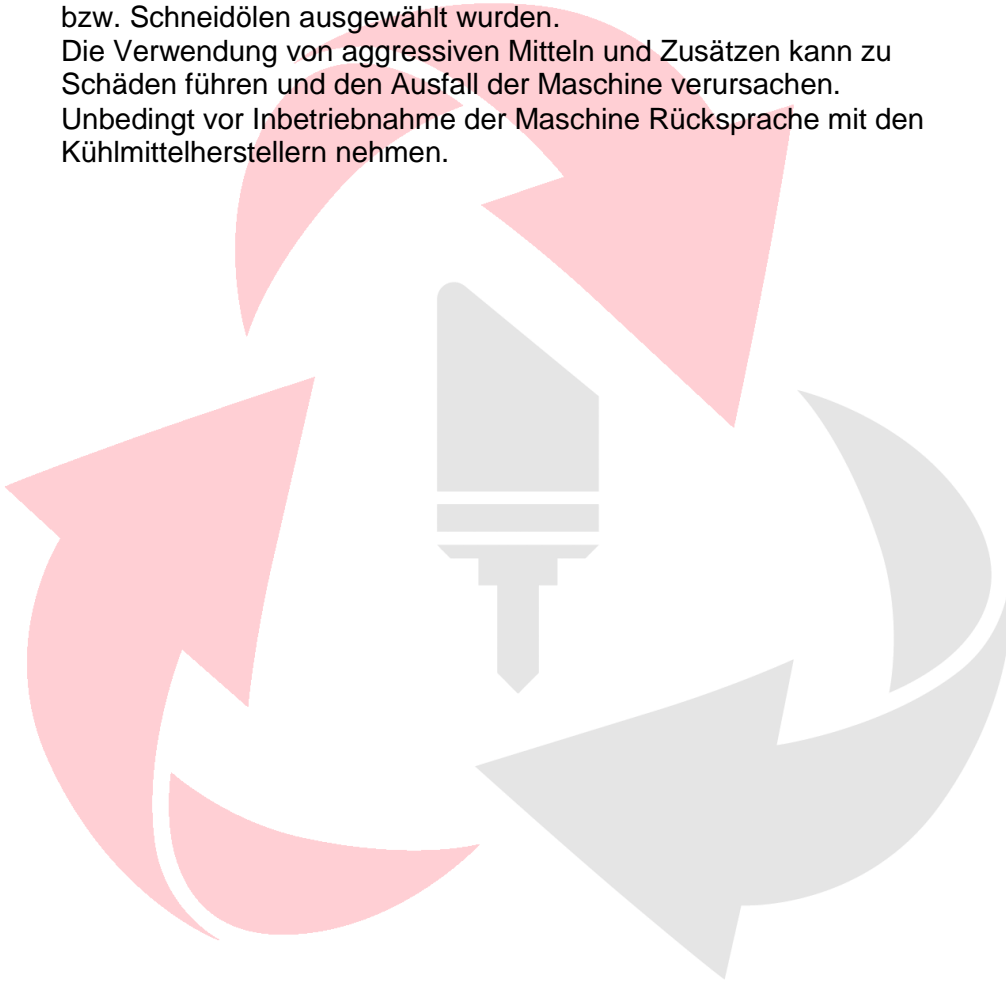 bzw. Schneidölen ausgewählt wurden.
Die Verwendung von aggressiven Mitteln und Zusätzen kann zu
Schäden führen und den Ausfall der Maschine verursachen.
Unbedingt vor Inbetriebnahme der Maschine Rücksprache mit den
Kühlmittelherstellern nehmen.